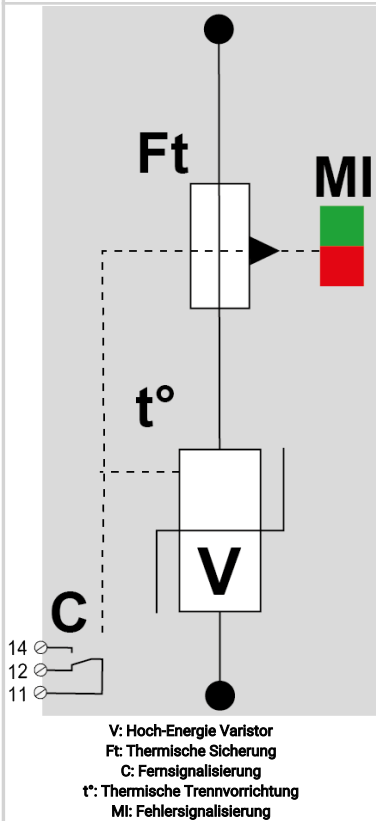 Ft
MI
t°
V
C
14
12
11
V: Hoch-Energie Varistor
Ft: Thermische Sicherung
C: Fernsignalisierung
t°: Thermische Trennvorrichtung
MI: Fehlersignalisierung